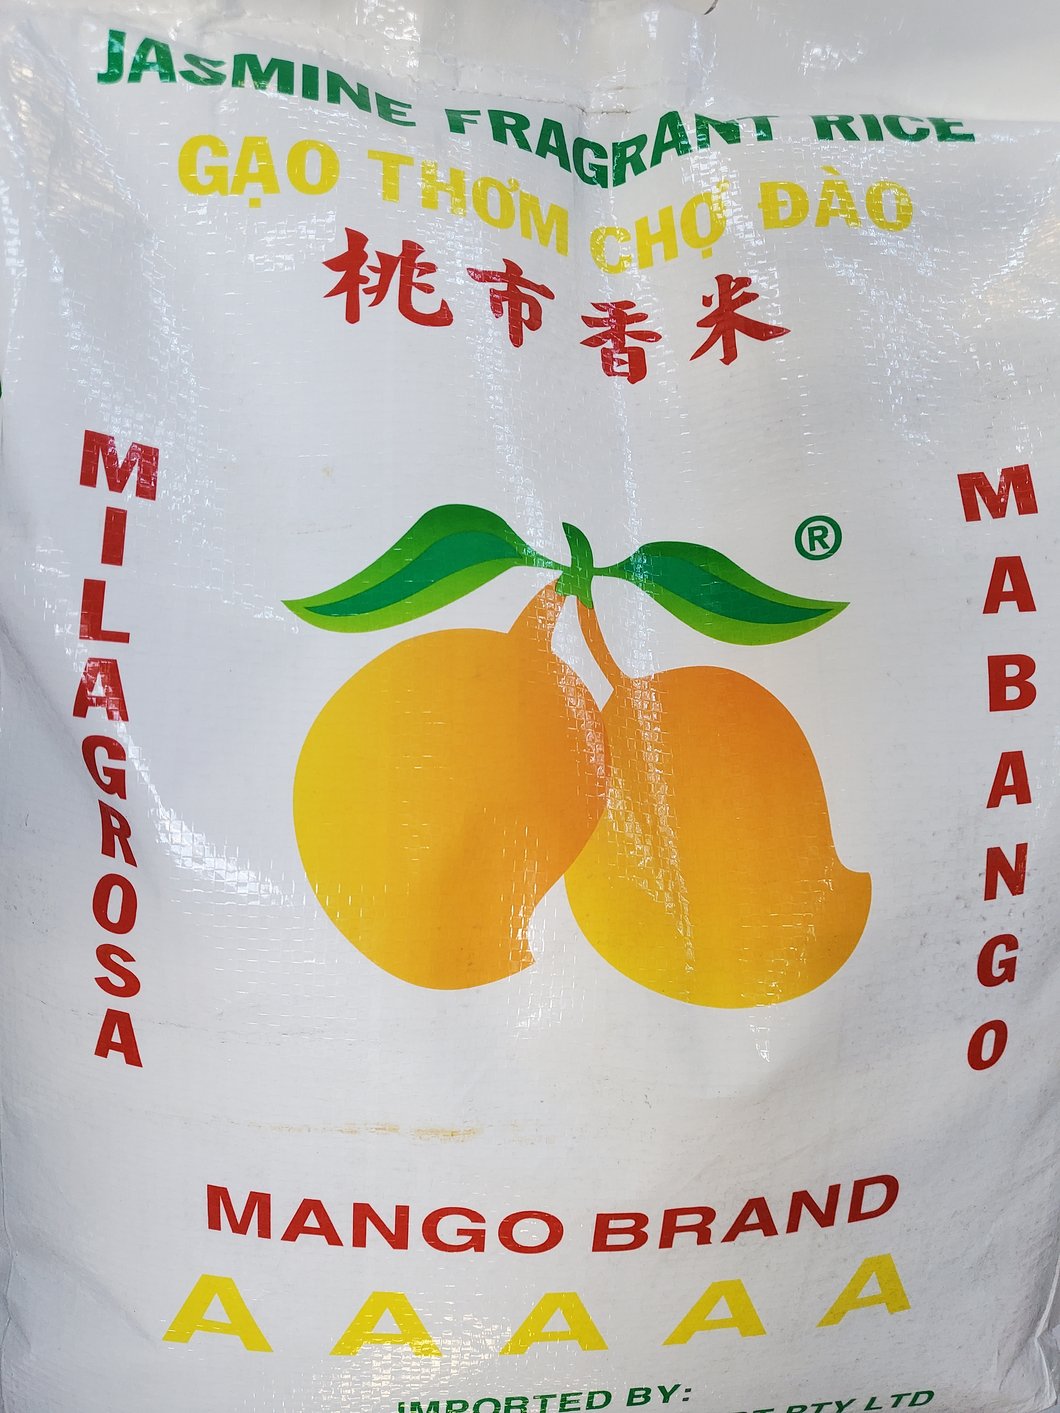 JASMINE FRAGRANT RICE
GẠO THƠM CHỢ ĐÀO
桃市香米
MILAGROSA
®
MABANGO
MANGO BRAND
A A A A A
IMPORTED BY:
PTY LTD